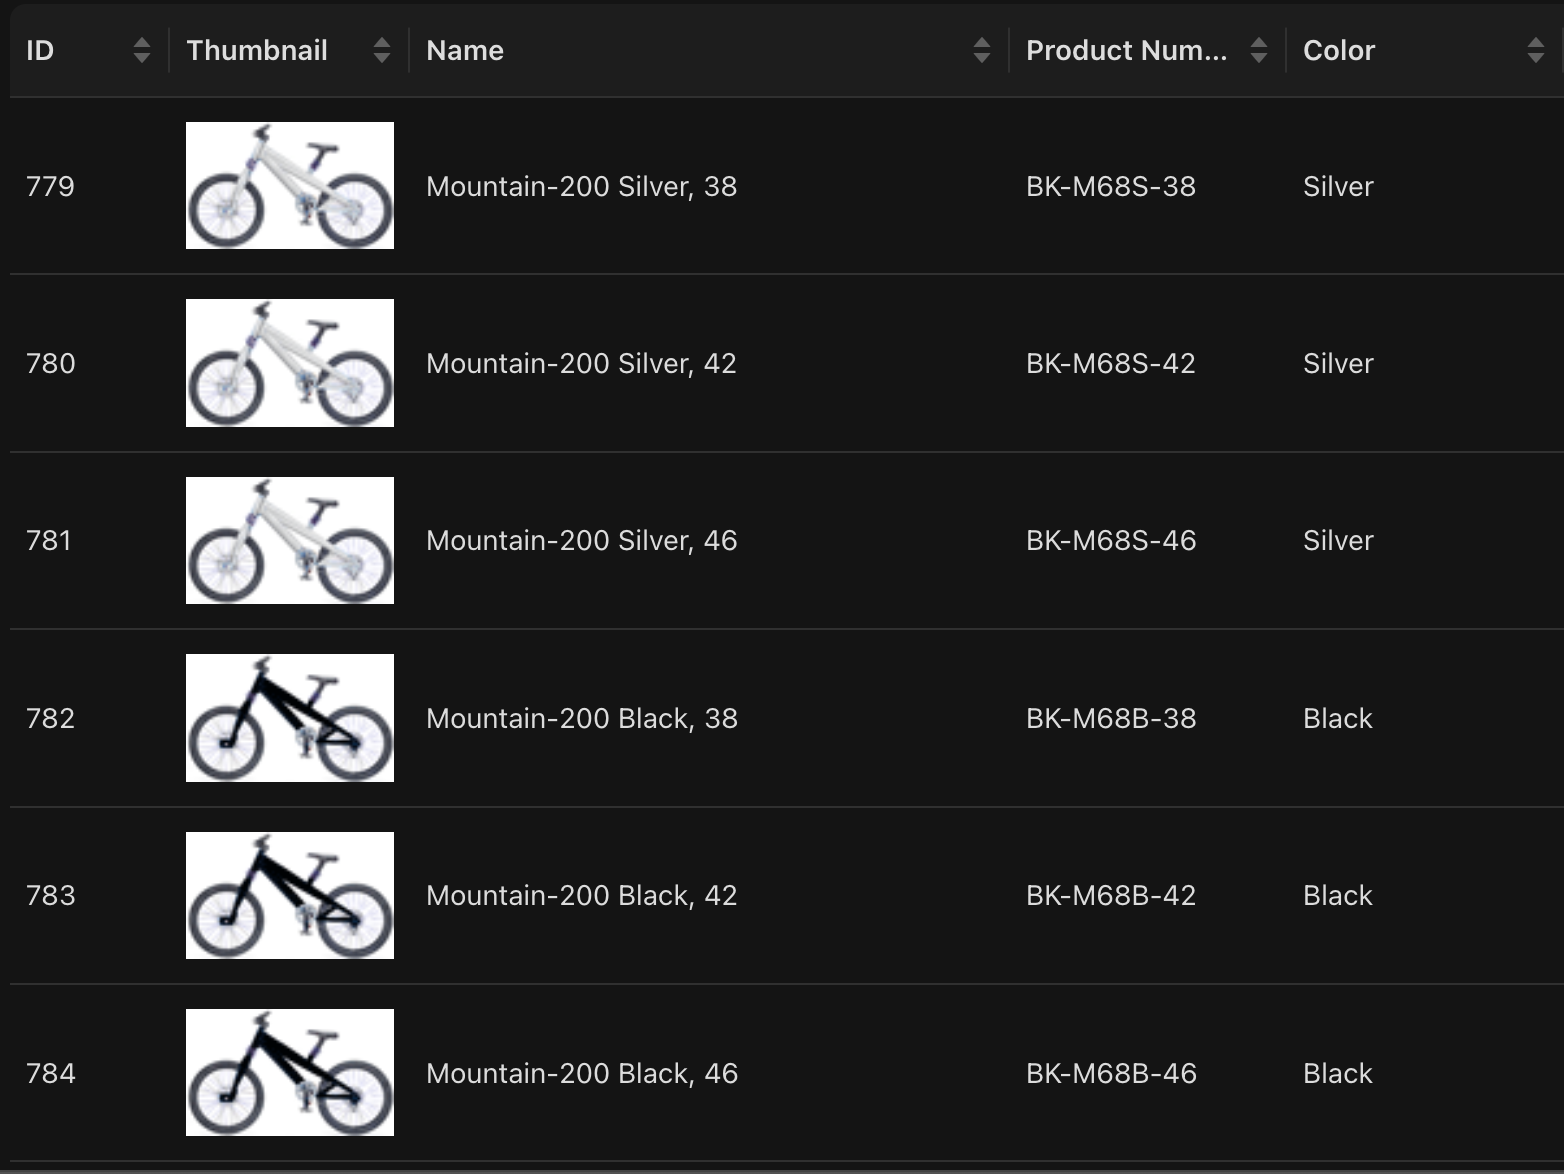 ID Thumbnail Name Product Num... Color
779 Mountain-200 Silver, 38 BK-M68S-38 Silver
780 Mountain-200 Silver, 42 BK-M68S-42 Silver
781 Mountain-200 Silver, 46 BK-M68S-46 Silver
782 Mountain-200 Black, 38 BK-M68B-38 Black
783 Mountain-200 Black, 42 BK-M68B-42 Black
784 Mountain-200 Black, 46 BK-M68B-46 Black